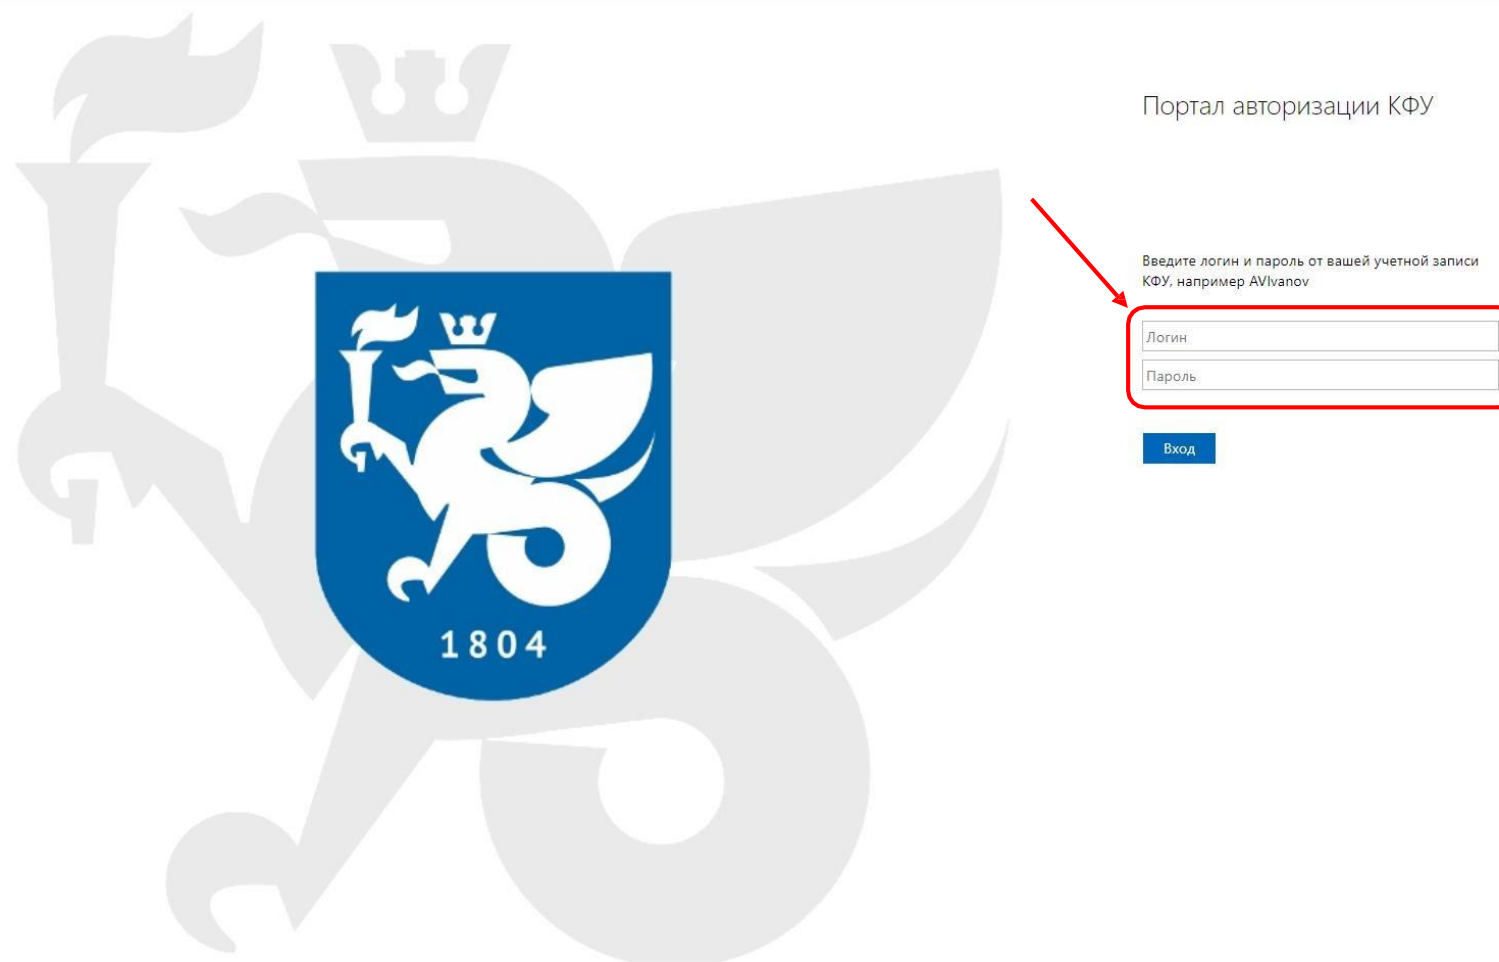 Портал авторизации КФУ
Введите логин и пароль от вашей учетной записи
КФУ, например AVIvanov
Логин
Пароль
Вход
1804